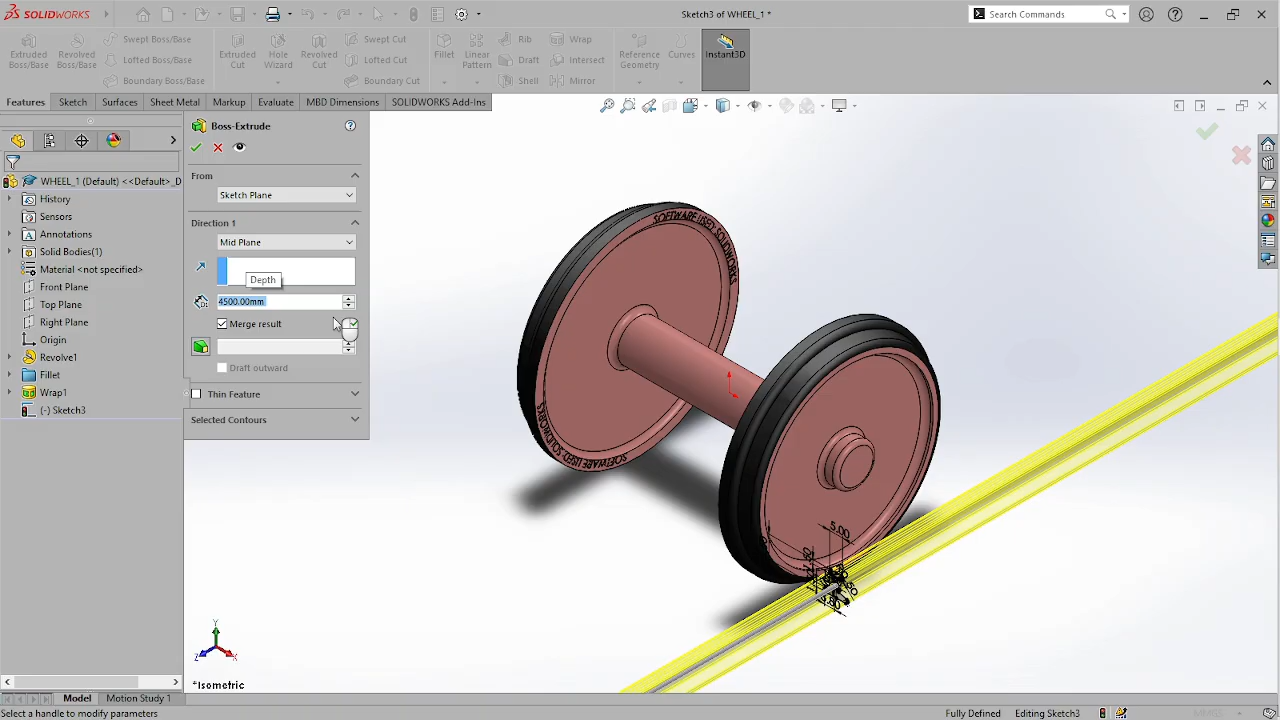 SOLIDWORKS
Sketch3 of WHEEL_1 *
Search Commands
Extruded Boss/Base
Revolved Boss/Base
Swept Boss/Base
Lofted Boss/Base
Boundary Boss/Base
Extruded Cut
Hole Wizard
Revolved Cut
Swept Cut
Lofted Cut
Boundary Cut
Fillet
Linear Pattern
Rib
Draft
Shell
Wrap
Intersect
Mirror
Reference Geometry
Curves
Instant3D
Features
Sketch
Surfaces
Sheet Metal
Markup
Evaluate
MBD Dimensions
SOLIDWORKS Add-Ins
WHEEL_1 (Default) <<Default>_D
History
Sensors
Annotations
Solid Bodies(1)
Material <not specified>
Front Plane
Top Plane
Right Plane
Origin
Revolve1
Fillet
Wrap1
(-) Sketch3
Boss-Extrude
From
Sketch Plane
Direction 1
Mid Plane
Depth
4500.00mm
Merge result
Draft outward
Thin Feature
Selected Contours
SOFTWARE USED SOLIDWORKS
SOFTWARE USED SOLIDWORKS
5.00
Y
Z
X
*Isometric
Model
Motion Study 1
Select a handle to modify parameters
Fully Defined
Editing Sketch3
MMGS